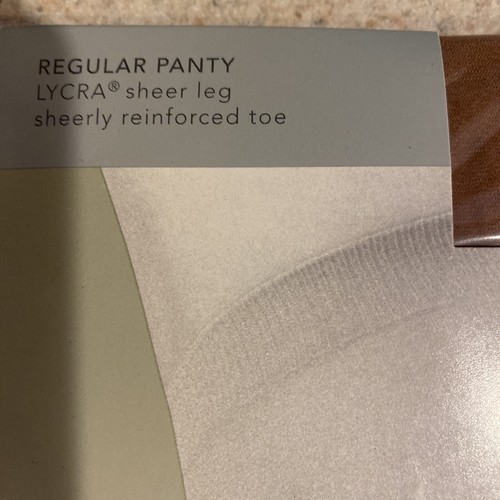 REGULAR PANTY
LYCRA® sheer leg
sheerly reinforced toe